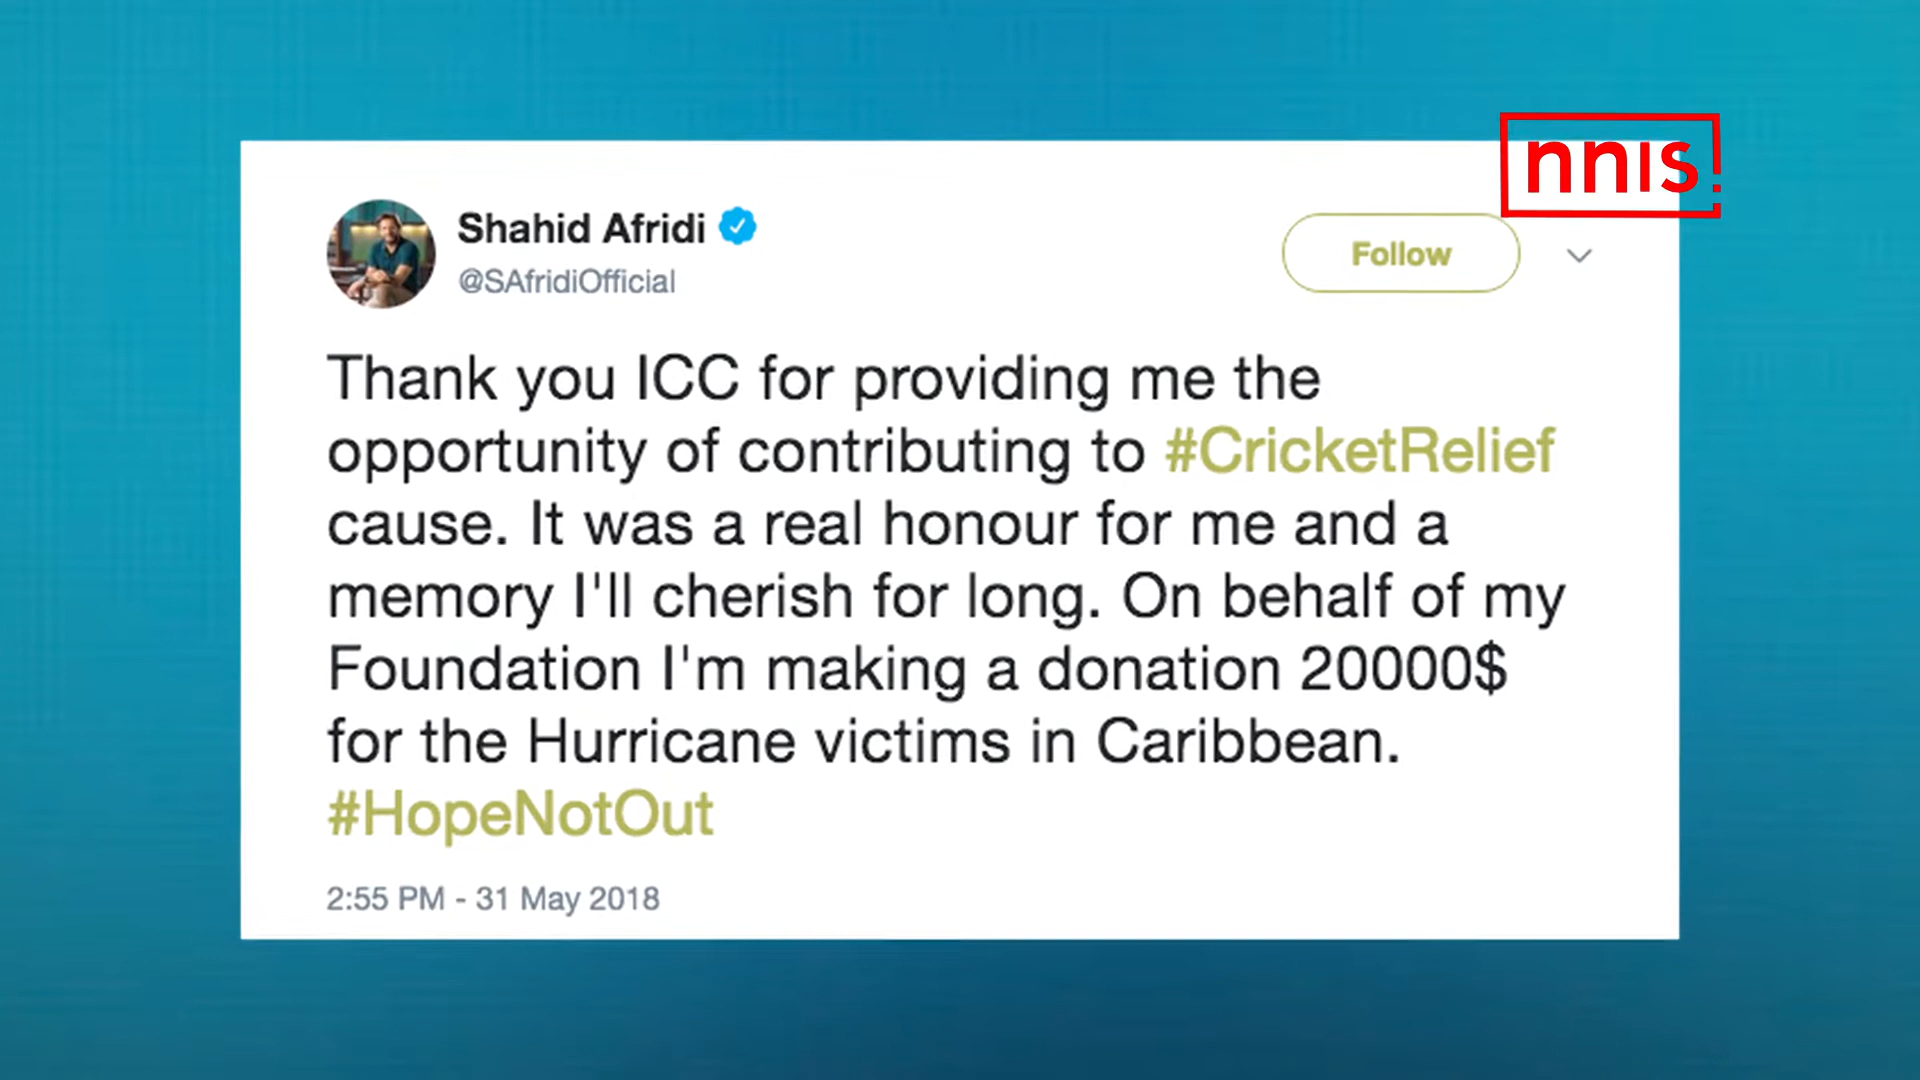 nnis
Shahid Afridi
@SAfridiOfficial
Follow
Thank you ICC for providing me the
opportunity of contributing to #CricketRelief
cause. It was a real honour for me and a
memory I'll cherish for long. On behalf of my
Foundation I'm making a donation 20000$
for the Hurricane victims in Caribbean.
#HopeNotOut
2:55 PM - 31 May 2018